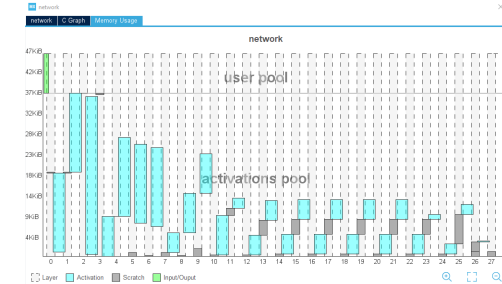 network
network C Graph Memory Usage
network
47KiB
42KiB
37KiB
32KiB
28KiB
23KiB
18KiB
14KiB
9KiB
4KiB
user pool
activations pool
0 1 2 3 4 5 6 7 8 9 10 11 12 13 14 15 16 17 18 19 20 21 22 23 24 25 26 27
Layer Activation Scratch Input/Ouput